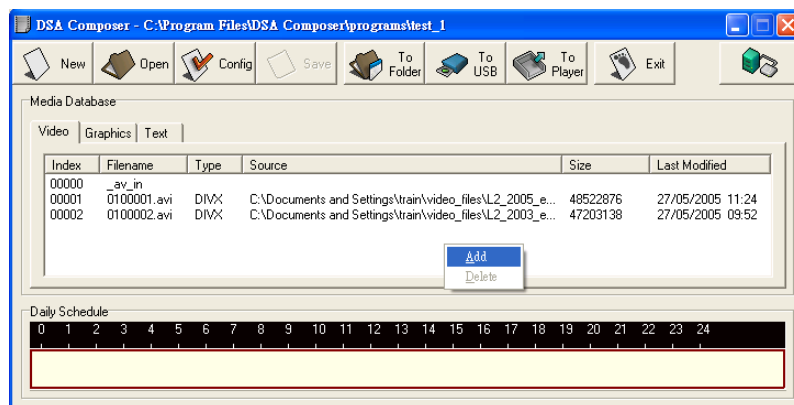 DSA Composer - C:\Program Files\DSA Composer\programs\test_1
New Open Config Save To Folder To USB To Player Exit
Media Database
Video Graphics Text
Index Filename Type Source Size Last Modified
00000 _av_in
00001 0100001.avi DIVX C:\Documents and Settings\train\video_files\L2_2005_e... 48522876 27/05/2005 11:24
00002 0100002.avi DIVX C:\Documents and Settings\train\video_files\L2_2003_e... 47203138 27/05/2005 09:52
Add
Delete
Daily Schedule
0 1 2 3 4 5 6 7 8 9 10 11 12 13 14 15 16 17 18 19 20 21 22 23 24